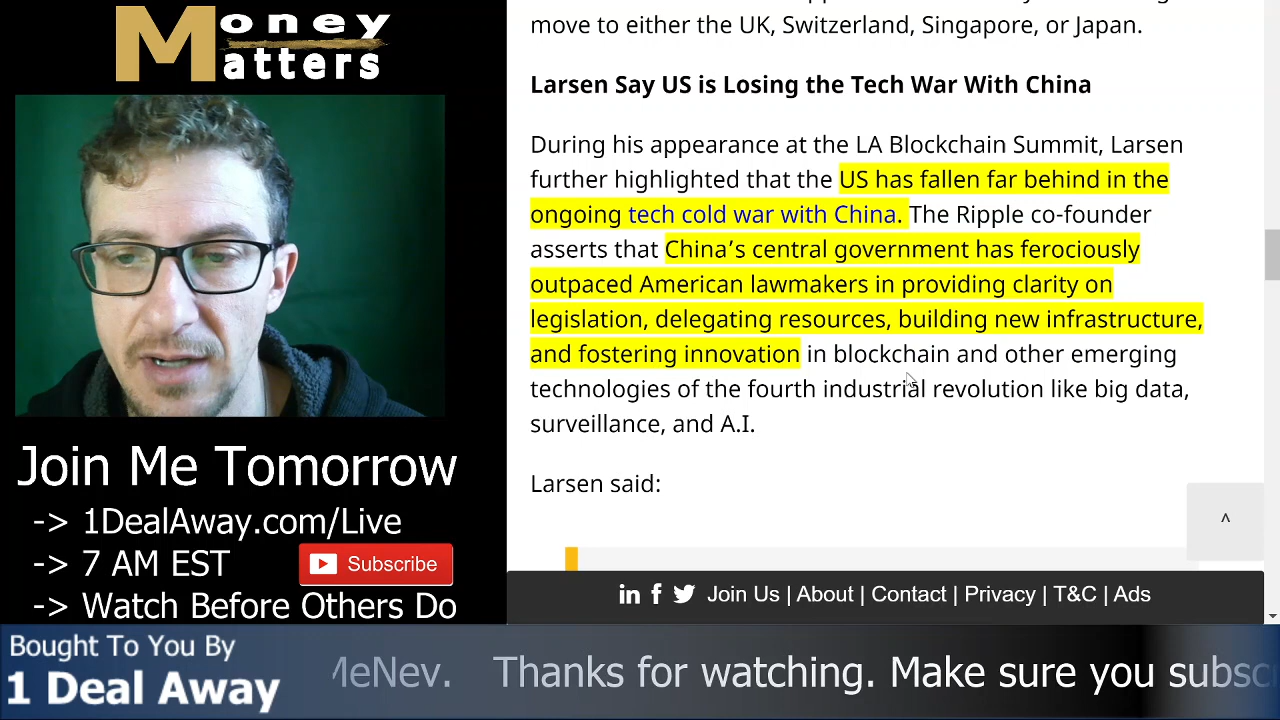 Money
Matters
Join Me Tomorrow
-> 1DealAway.com/Live
-> 7 AM EST
Subscribe
-> Watch Before Others Do
move to either the UK, Switzerland, Singapore, or Japan.
Larsen Say US is Losing the Tech War With China
During his appearance at the LA Blockchain Summit, Larsen
further highlighted that the US has fallen far behind in the
ongoing tech cold war with China. The Ripple co-founder
asserts that China’s central government has ferociously
outpaced American lawmakers in providing clarity on
legislation, delegating resources, building new infrastructure,
and fostering innovation in blockchain and other emerging
technologies of the fourth industrial revolution like big data,
surveillance, and A.I.
Larsen said:
^
in f Join Us | About | Contact | Privacy | T&C | Ads
Bought To You By
1 Deal Away
MeNev. Thanks for watching. Make sure you subsc